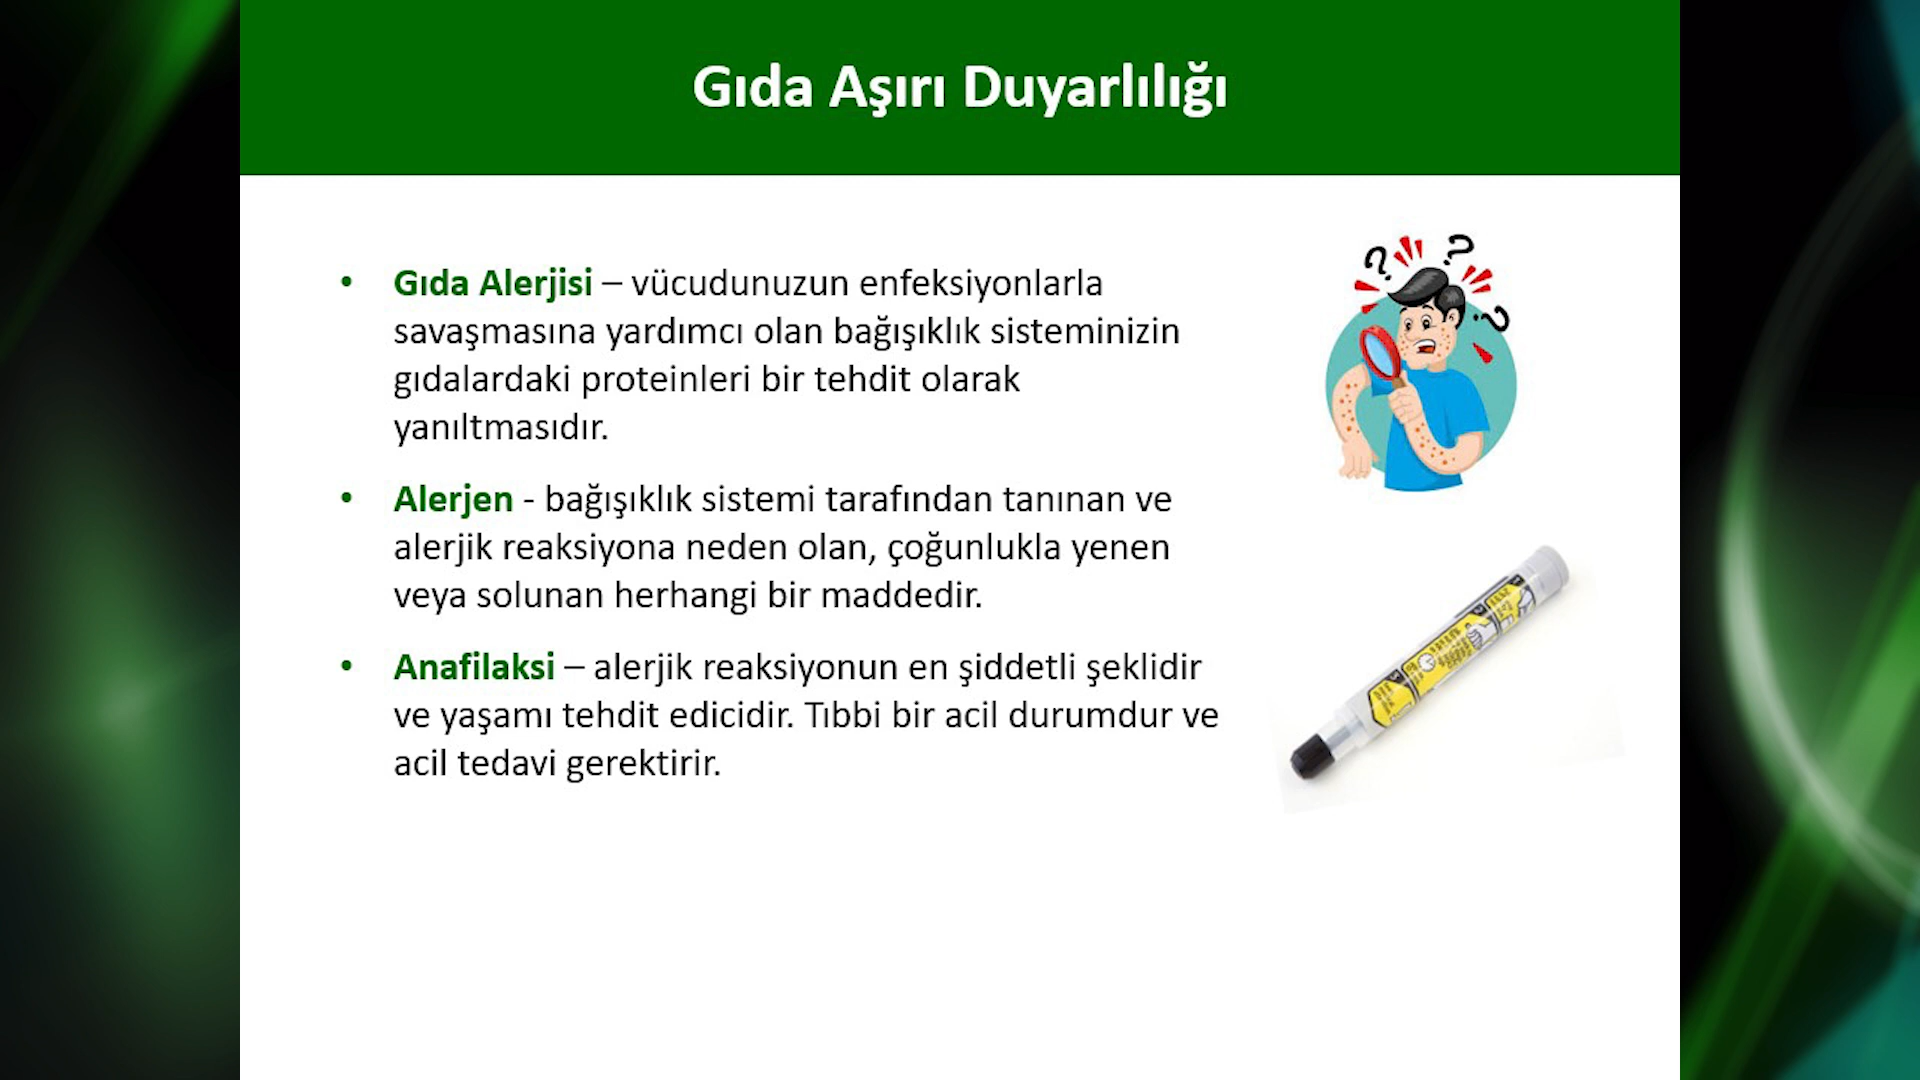 Gıda Aşırı Duyarlılığı
• Gıda Alerjisi – vücudunuzun enfeksiyonlarla
savaşmasına yardımcı olan bağışıklık sisteminizin
gıdalardaki proteinleri bir tehdit olarak
yanıltmasıdır.
• Alerjen - bağışıklık sistemi tarafından tanınan ve
alerjik reaksiyona neden olan, çoğunlukla yenen
veya solunan herhangi bir maddedir.
• Anafilaksi – alerjik reaksiyonun en şiddetli şeklidir
ve yaşamı tehdit edicidir. Tıbbi bir acil durumdur ve
acil tedavi gerektirir.
? ? ?